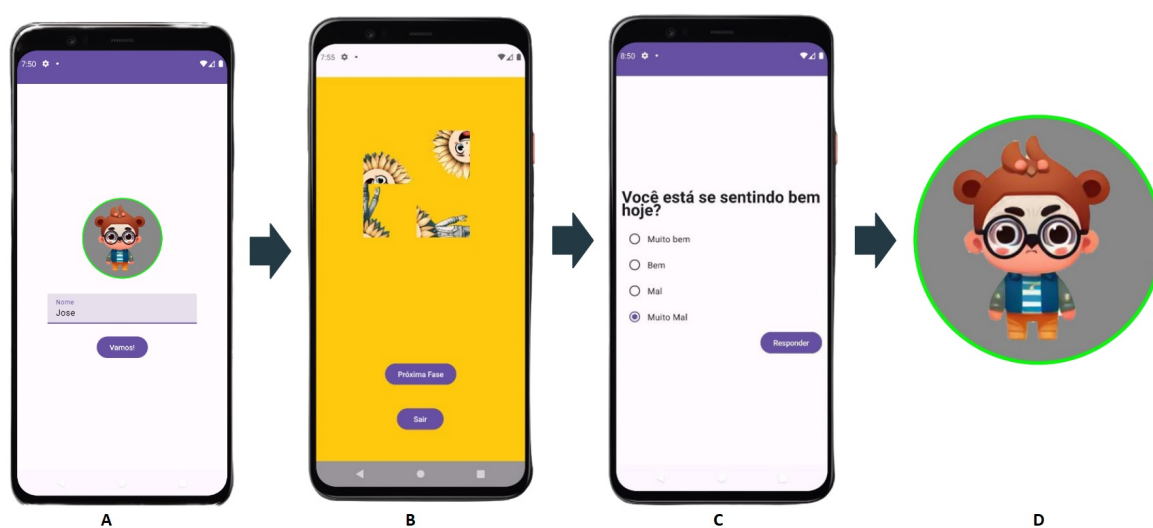 7:50
Nome
Jose
Vamos!
A
7:55
Próxima Fase
Sair
B
8:50
Você está se sentindo bem
hoje?
Muito bem
Bem
Mal
Muito Mal
Responder
C
D